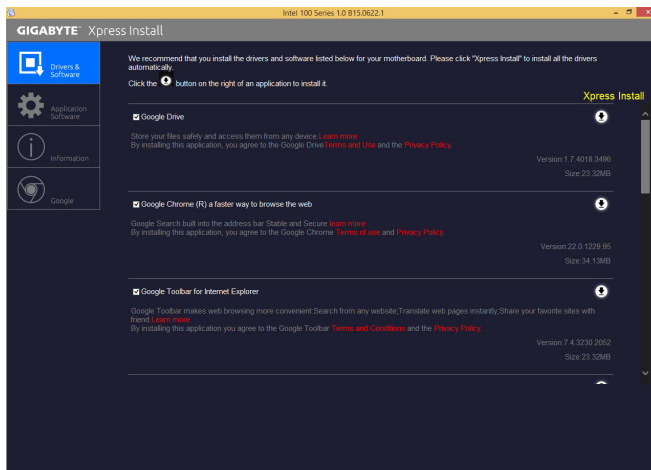 Intel 100 Series 1.0 B15.0622.1
GIGABYTE™ Xpress Install
Drivers &
Software
Application
Software
Information
Google
We recommend that you install the drivers and software listed below for your motherboard. Please click "Xpress Install" to install all the drivers
automatically.
Click the button on the right of an application to install it.
Xpress Install
Google Drive
Store your files safely and access them from any device.Learn more
By installing this application, you agree to the Google DriveTerms and Use and the Privacy Policy.
Version:1.7.4018.3496
Size:23.32MB
Google Chrome (R) a faster way to browse the web
Google Search built into the address bar Stable and Secure learn more
By installing this application, you agree to the Google Chrome Terms of use and Privacy Policy.
Version:22.0.1229.95
Size:34.13MB
Google Toolbar for Internet Explorer
Google Toolbar makes web browsing more convenient:Search from any website;Translate web pages instantly;Share your favorite sites with
friend.Learn more
By installing this application you agree to the Google Toolbar Terms and Conditions and the Privacy Policy.
Version:7.4.3230.2052
Size:23.32MB